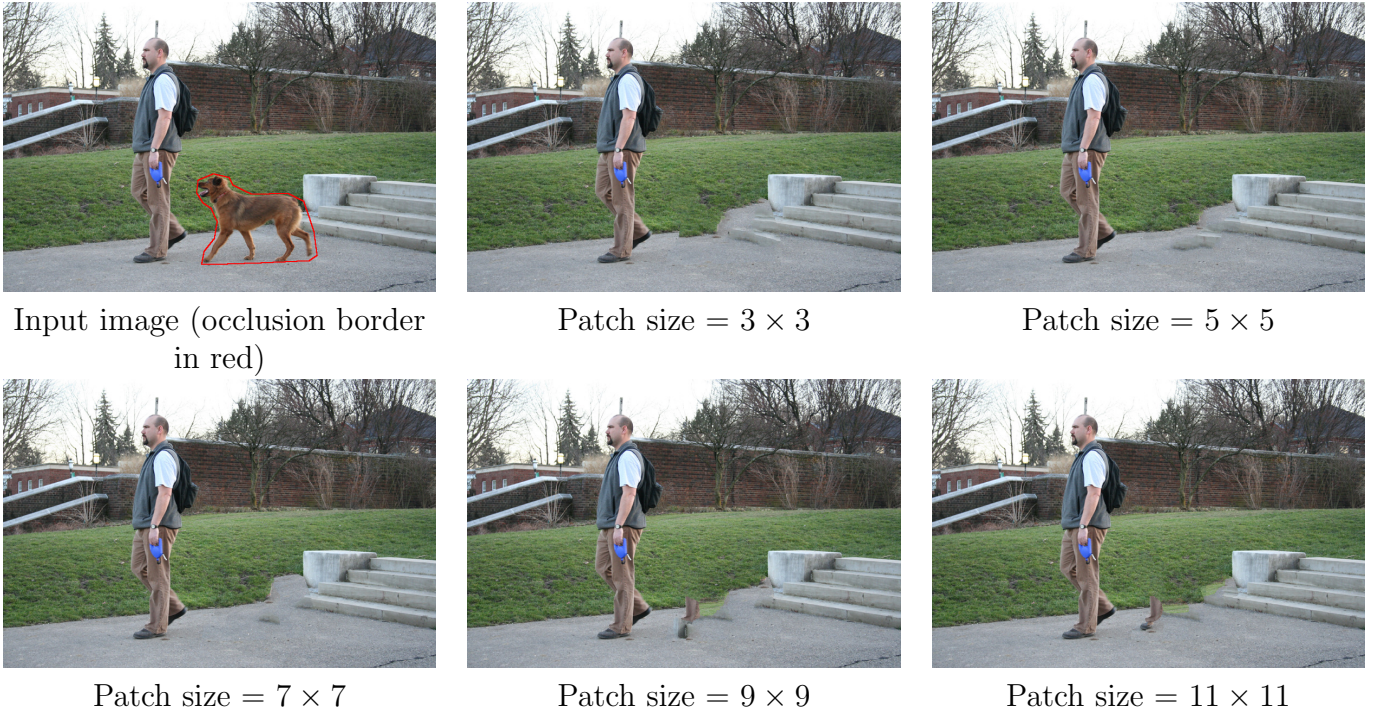 Input image (occlusion border
in red)
Patch size = 3 × 3
Patch size = 5 × 5
Patch size = 7 × 7
Patch size = 9 × 9
Patch size = 11 × 11